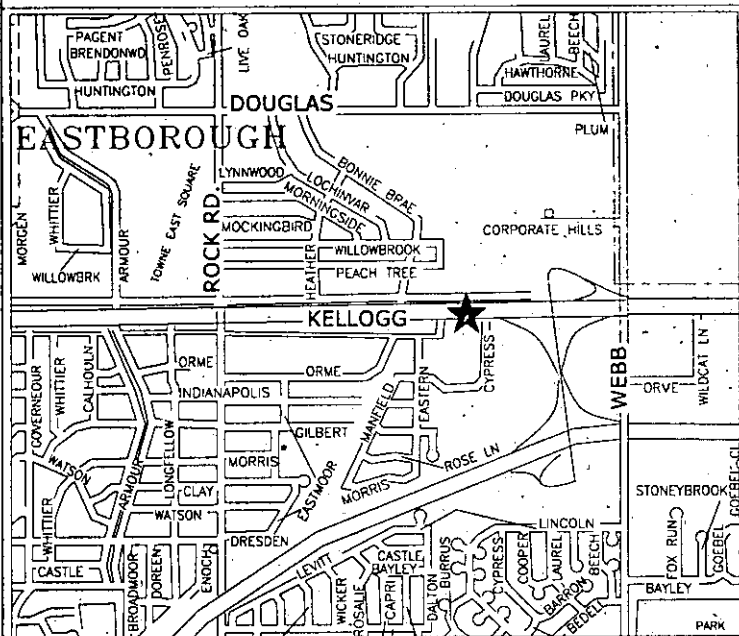 PAGENT
BRENDONWD
PENROSE
LIVE OAK
STONERIDGE
HUNTINGTON
LAUREL
BEECH
HAWTHORNE
HUNTINGTON
DOUGLAS
DOUGLAS PKY
PLUM
EASTBOROUGH
LYNNWOOD
LOCHINVAR
BONNIE BRAE
MORNINGSIDE
MORGEN
WHITTIER
ARMOUR
TOWNE EAST SQUARE
ROCK RD.
MOCKINGBIRD
HEATHER
WILLOWBROOK
PEACH TREE
CORPORATE HILLS
WILLOWBRK
KELLOGG
WEBB
GOVERNEOUR
WHITTIER
CALHOULN
ORME
ORME
INDIANAPOLIS
MANFIELD
EASTERN
CYPRESS
ORVE
WILDCAT LN
LONGFELLOW
GILBERT
WATSON
ARMOUR
MORRIS
EASTMOOR
ROSE LN
CLAY
MORRIS
WATSON
STONEYBROOK
GOEBEL CI
WHITTIER
DRESDEN
LINCOLN
FOX RUN
GOEBEL
CASTLE
BROADMOOR
DOREEN
ENOCH
LEVITT
CASTLE
BAYLEY
WICKER
ROSALIE
CAPRI
DALTON
BURRUS
CYPRESS
COOPER
LAUREL
BEECH
BARRON
BEDEL
BAYLEY
PARK